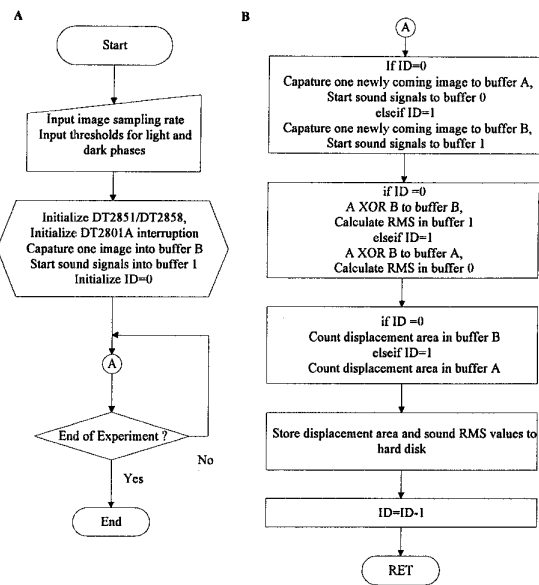 A
Start
Input image sampling rate
Input thresholds for light and
dark phases
Initialize DT2851/DT2858,
Initialize DT2801A interruption
Capature one image into buffer B
Start sound signals into buffer 1
Initialize ID=0
A
End of Experiment ?
No
Yes
End
B
A
If ID=0
Capature one newly coming image to buffer A,
Start sound signals to buffer 0
elseif ID=1
Capature one newly coming image to buffer B,
Start sound signals to buffer 1
if ID =0
A XOR B to buffer B,
Calculate RMS in buffer 1
elseif ID=1
A XOR B to buffer A,
Calculate RMS in buffer 0
if ID =0
Count displacement area in buffer B
elseif ID=1
Count displacement area in buffer A
Store displacement area and sound RMS values to
hard disk
ID=ID-1
RET